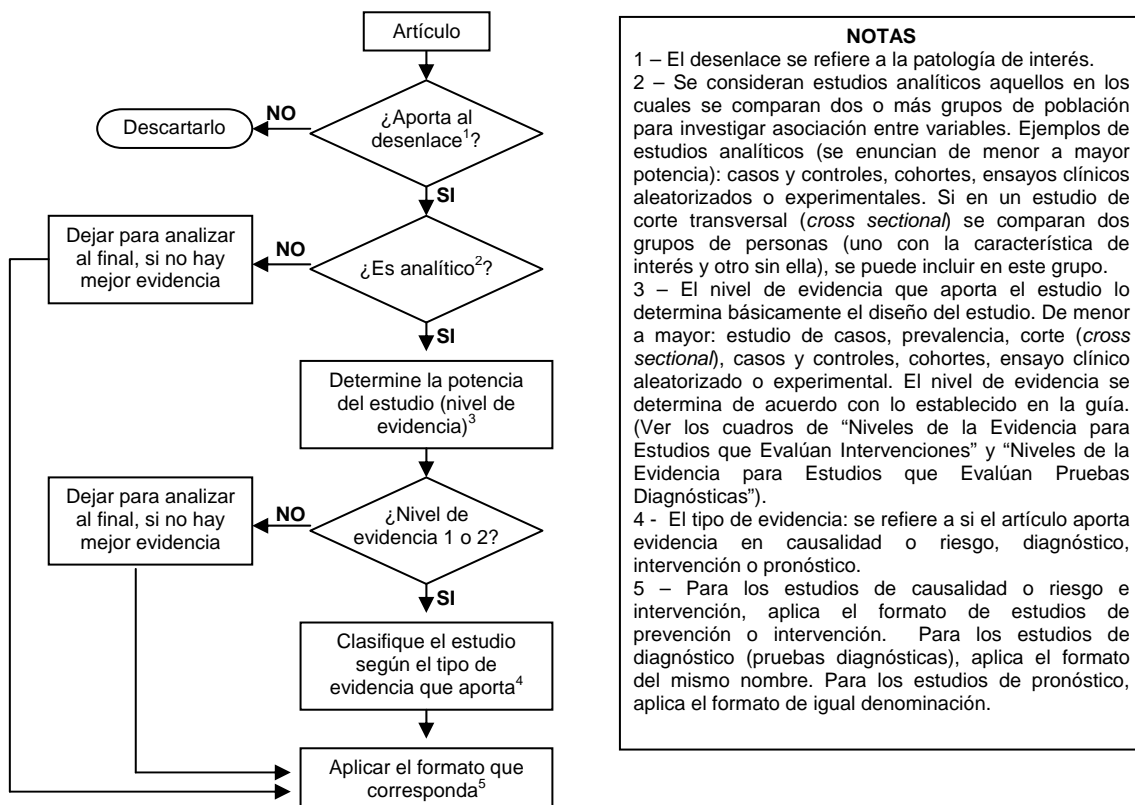 Artículo
¿Aporta al
desenlace¹?
NO
Descartarlo
SI
¿Es analítico²?
NO
Dejar para analizar
al final, si no hay
mejor evidencia
SI
Determine la potencia
del estudio (nivel de
evidencia)³
¿Nivel de
evidencia 1 o 2?
NO
Dejar para analizar
al final, si no hay
mejor evidencia
SI
Clasifique el estudio
según el tipo de
evidencia que aporta⁴
Aplicar el formato que
corresponda⁵
NOTAS
1 – El desenlace se refiere a la patología de interés.
2 – Se consideran estudios analíticos aquellos en los
cuales se comparan dos o más grupos de población
para investigar asociación entre variables. Ejemplos de
estudios analíticos (se enuncian de menor a mayor
potencia): casos y controles, cohortes, ensayos clínicos
aleatorizados o experimentales. Si en un estudio de
corte transversal (cross sectional) se comparan dos
grupos de personas (uno con la característica de
interés y otro sin ella), se puede incluir en este grupo.
3 – El nivel de evidencia que aporta el estudio lo
determina básicamente el diseño del estudio. De menor
a mayor: estudio de casos, prevalencia, corte (cross
sectional), casos y controles, cohortes, ensayo clínico
aleatorizado o experimental. El nivel de evidencia se
determina de acuerdo con lo establecido en la guía.
(Ver los cuadros de “Niveles de la Evidencia para
Estudios que Evalúan Intervenciones” y “Niveles de la
Evidencia para Estudios que Evalúan Pruebas
Diagnósticas”).
4 - El tipo de evidencia: se refiere a si el artículo aporta
evidencia en causalidad o riesgo, diagnóstico,
intervención o pronóstico.
5 – Para los estudios de causalidad o riesgo e
intervención, aplica el formato de estudios de
prevención o intervención. Para los estudios de
diagnóstico (pruebas diagnósticas), aplica el formato
del mismo nombre. Para los estudios de pronóstico,
aplica el formato de igual denominación.